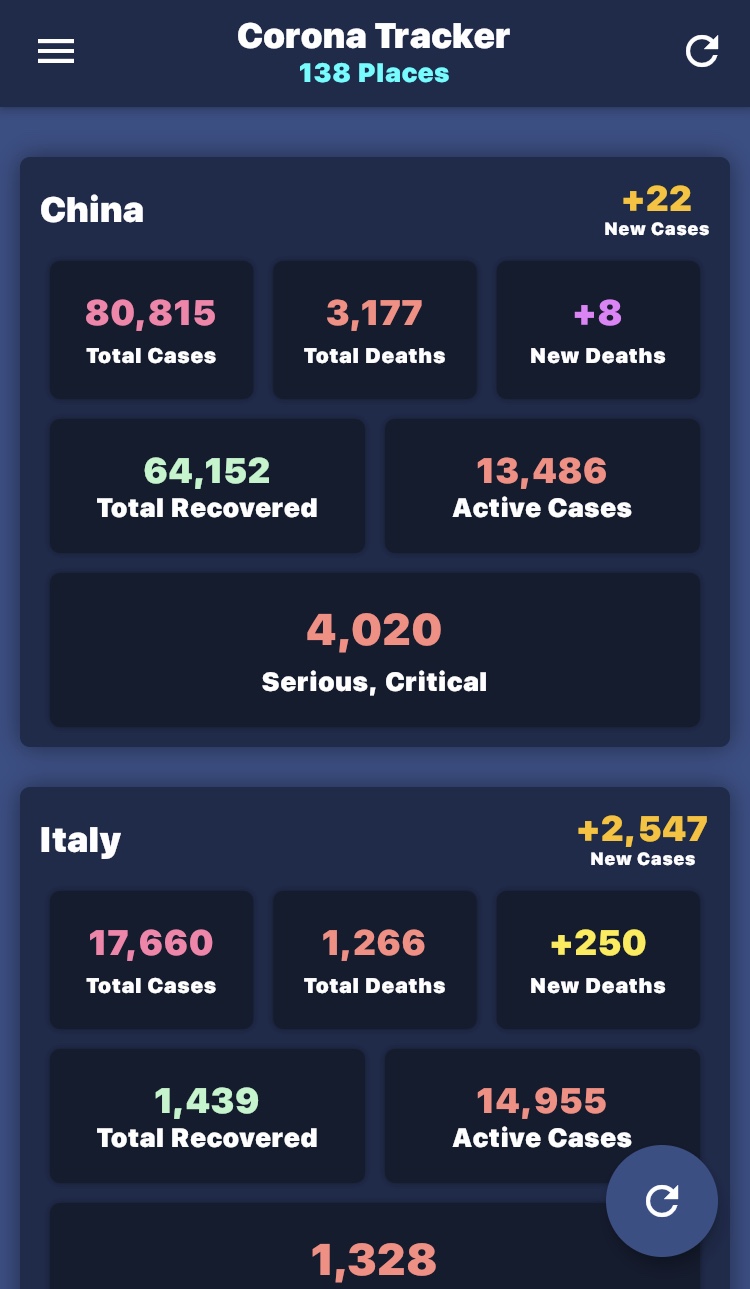 Corona Tracker
138 Places
China
+22
New Cases
80,815
Total Cases
3,177
Total Deaths
+8
New Deaths
64,152
Total Recovered
13,486
Active Cases
4,020
Serious, Critical
Italy
+2,547
New Cases
17,660
Total Cases
1,266
Total Deaths
+250
New Deaths
1,439
Total Recovered
14,955
Active Cases
1,328